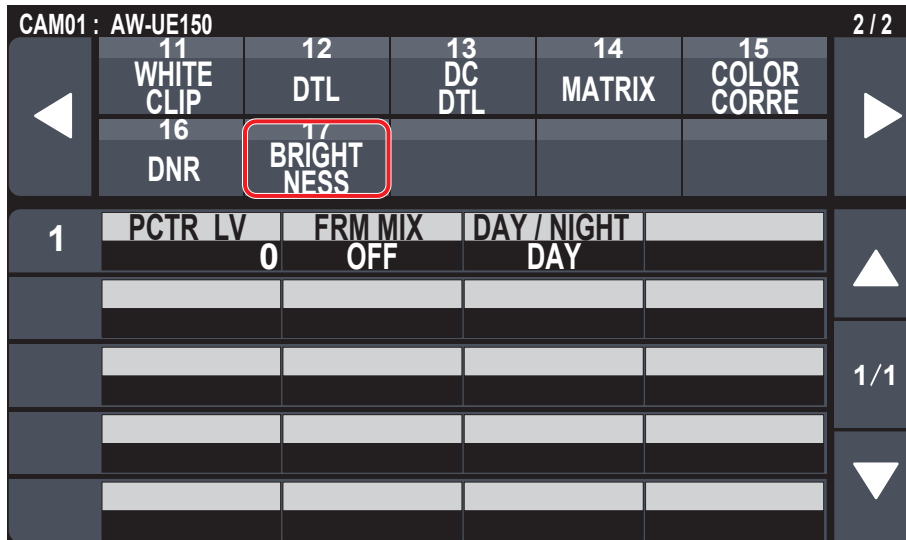 CAM01 : AW-UE150 2 / 2
11 12 13 14 15
WHITE CLIP DTL DC DTL MATRIX COLOR CORRE
16 17
DNR BRIGHT NESS
1 PCTR LV FRM MIX DAY / NIGHT
0 OFF DAY
1/1